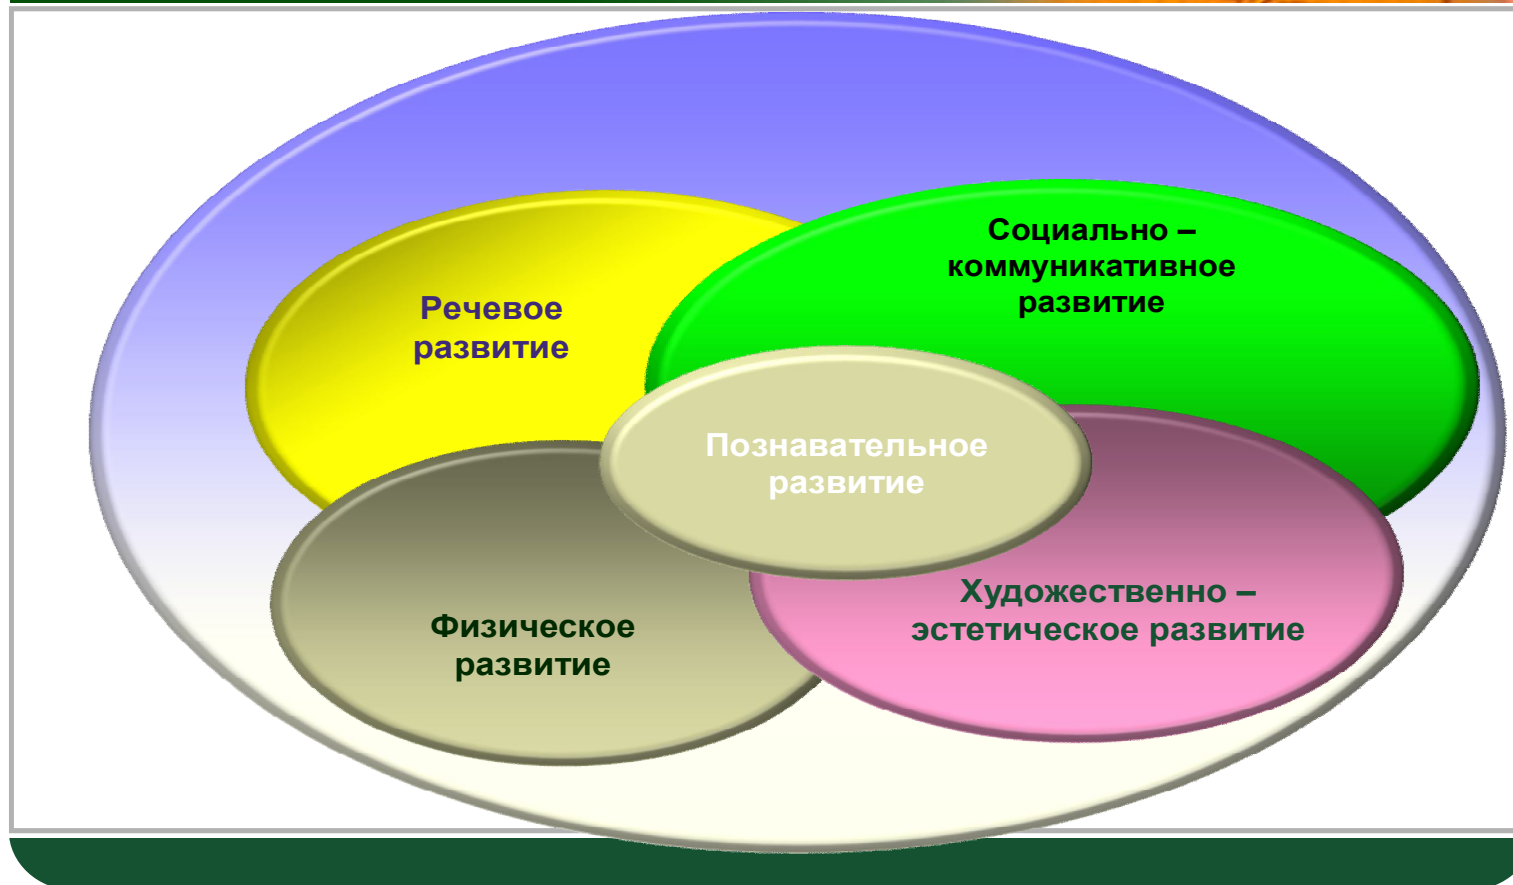 Социально –
коммуникативное
развитие
Речевое
развитие
Познавательное
развитие
Художественно –
эстетическое развитие
Физическое
развитие